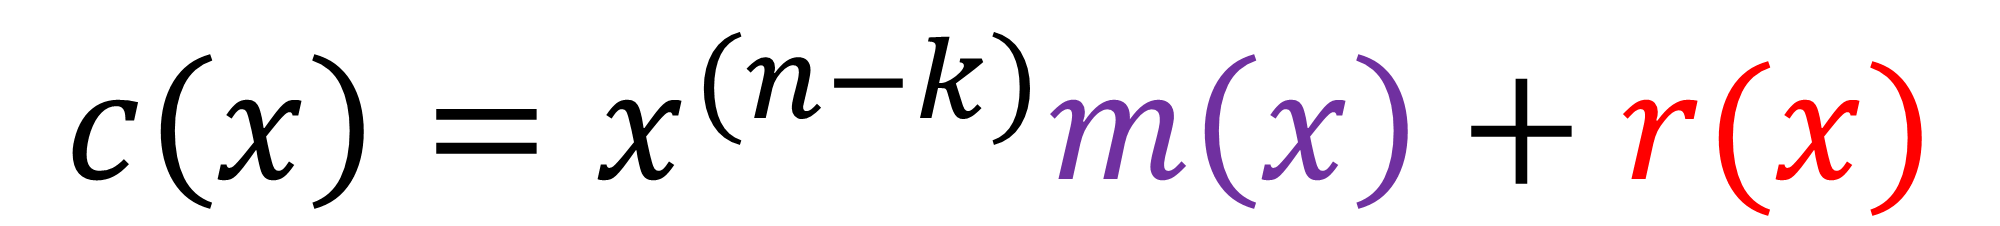 c(x) = x^(n−k) m(x) + r(x)